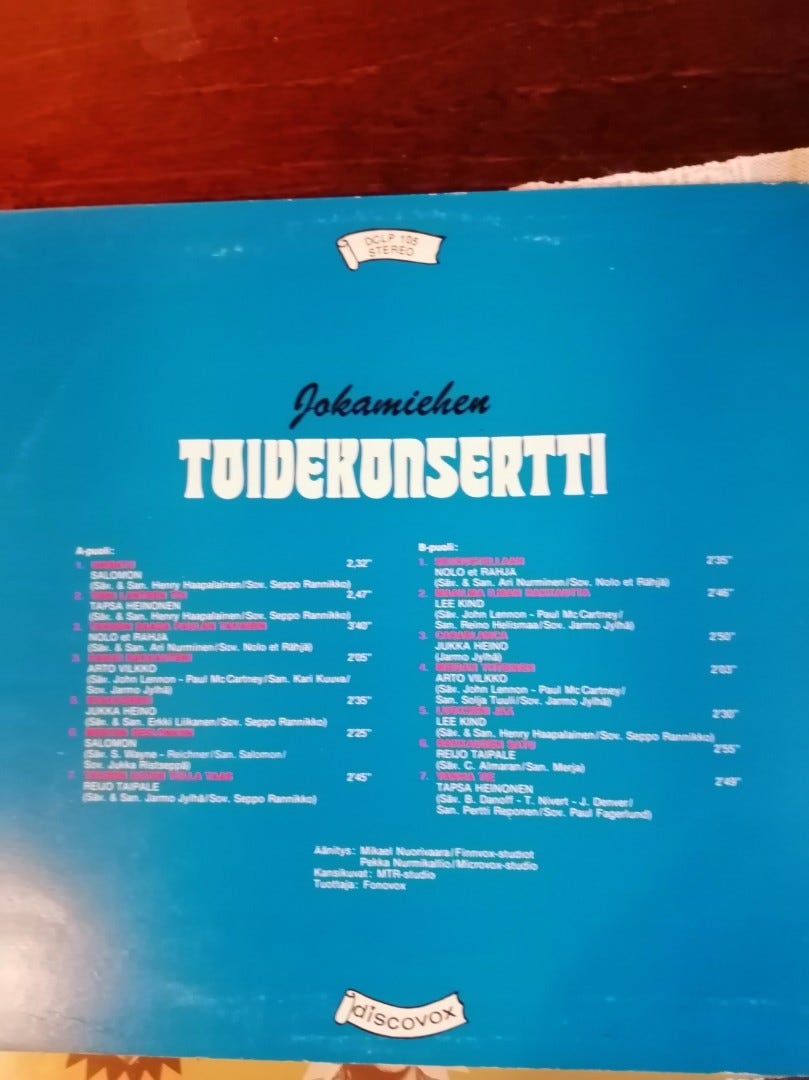 DCLP 105
STEREO
Jokamiehen
TOIVEKONSERTTI
A-puoli:
1. 2,32"
SALOMON
(Säv. & San. Henry Haapalainen/Sov. Seppo Rannikko)
2. 2,47"
TAPSA HEINONEN
(Säv. & San. Henry Haapalainen/Sov. Seppo Rannikko)
3. 3'40"
NOLO et RAHJA
(Säv. & San. Ari Nurminen/Sov. Nolo et Rähjä)
2'05"
ARTO VILKKO
(Säv. John Lennon - Paul McCartney/San. Kari Kuuva/
Sov. Jarmo Jylhä)
5. 2'35"
JUKKA HEINO
(Säv. & San. Erkki Liikanen/Sov. Seppo Rannikko)
6. 2'25"
SALOMON
(Säv. S. Wayne - Reichner/San. Salomon/
Sov. Jukka Ristseppä)
7. 2'45"
REIJO TAIPALE
(Säv. & San. Jarmo Jylhä/Sov. Seppo Rannikko)
B-puoli:
1. 2'35"
NOLO et RAHJA
(Säv. & San. Ari Nurminen/Sov. Nolo et Rähjä)
2. MAAILMA ILMAN RAKKAUTTA 2'46"
LEE KIND
(Säv. John Lennon - Paul McCartney/
San. Reino Helismaa/Sov. Jarmo Jylhä)
3. CASABLANCA 2'50"
JUKKA HEINO
(Jarmo Jylhä)
4. 2'03"
ARTO VILKKO
(Säv. John Lennon - Paul McCartney/
San. Solja Tuuli/Sov. Jarmo Jylhä)
5. 2'30"
LEE KIND
(Säv. & San. Henry Haapalainen/Sov. Seppo Rannikko)
6. RAKKAUDEN SATU 2'55"
REIJO TAIPALE
(Säv. C. Almaran/San. Merja)
7. 2'49"
TAPSA HEINONEN
(Säv. B. Danoff - T. Nivert - J. Denver/
San. Pertti Reponen/Sov. Paul Fagerlund)
Äänitys: Mikael Nuorivaara/Finnvox-studiot
Pekka Nurmikallio/Microvox-studio
Kansikuvat: MTR-studio
Tuottaja: Fonovox
discovox